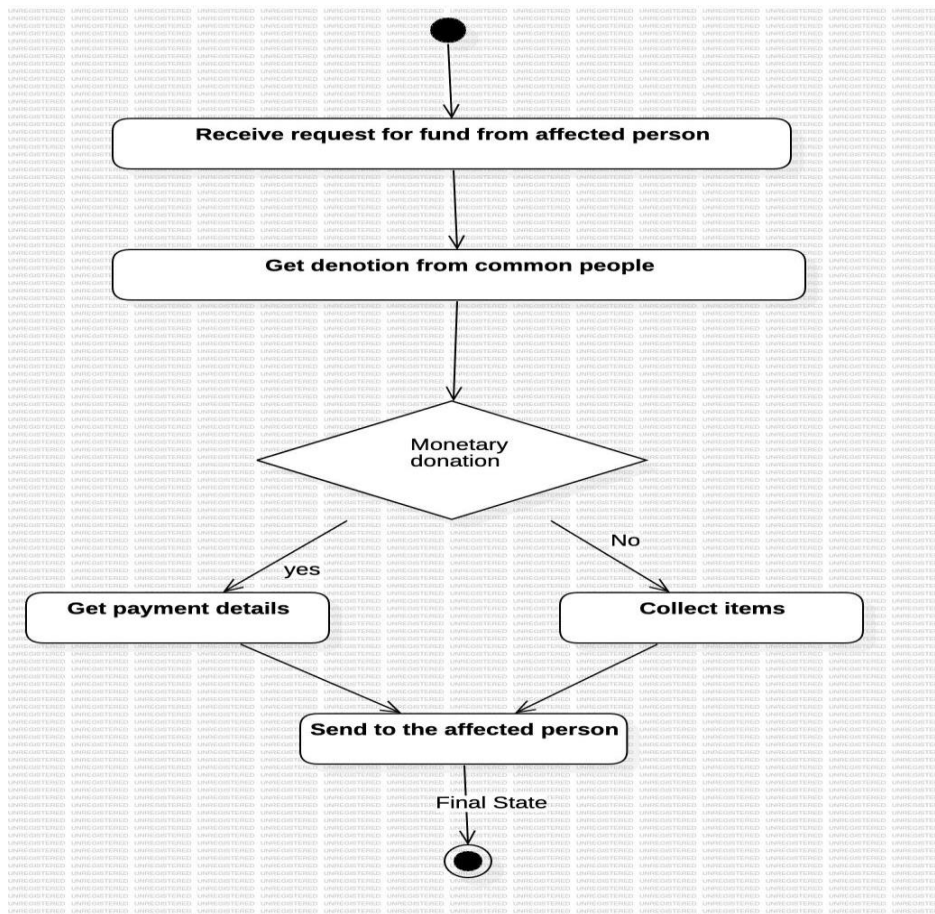 Receive request for fund from affected person
Get denotion from common people
Monetary
donation
No
yes
Get payment details
Collect items
Send to the affected person
Final State
UNREGISTERED